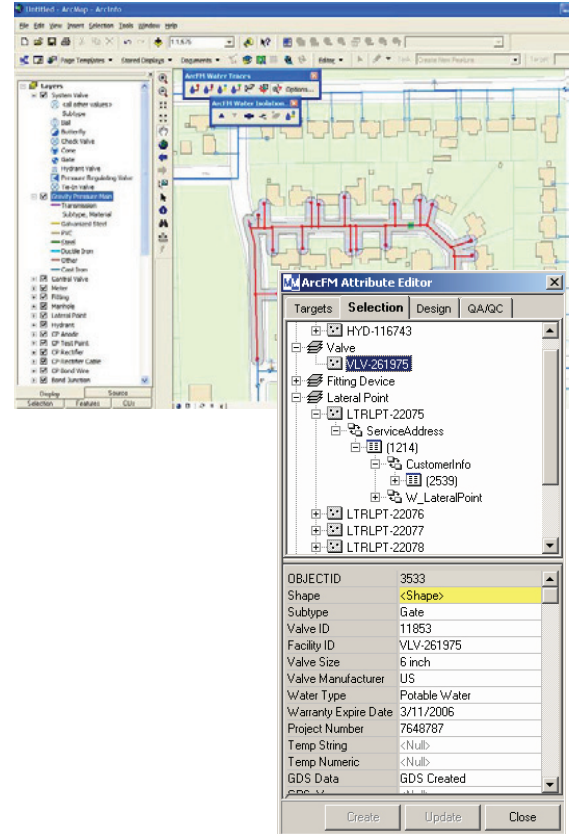 Untitled - ArcMap - ArcInfo
File Edit View Insert Selection Tools Window Help
1:1,675
Page Templates Stored Displays Documents Editing Task: Create New Feature Target:
ArcFM Water Traces
Options...
ArcFM Water Isolation...
Layers
System Valve
<all other values>
Subtype
Ball
Butterfly
Check Valve
Cone
Gate
Hydrant Valve
Pressure Regulating Valve
Tie-In Valve
Gravity Pressure Main
Transmission
Subtype, Material
Galvanized Steel
PVC
Steel
Ductile Iron
Other
Cast Iron
Control Valve
Meter
Fitting
Manhole
Lateral Point
Hydrant
CP Anode
CP Test Point
CP Rectifier
CP Rectifier Cable
CP Bond Wire
Bond Junction
Display Source
Selection Features CUs
ArcFM Attribute Editor
Targets Selection Design QA/QC
HYD-116743
Valve
VLV-261975
Fitting Device
Lateral Point
LTRLPT-22075
ServiceAddress
(1214)
CustomerInfo
(2539)
W_LateralPoint
LTRLPT-22076
LTRLPT-22077
LTRLPT-22078
OBJECTID 3533
Shape <Shape>
Subtype Gate
Valve ID 11853
Facility ID VLV-261975
Valve Size 6 inch
Valve Manufacturer US
Water Type Potable Water
Warranty Expire Date 3/11/2006
Project Number 7648787
Temp String <Null>
Temp Numeric <Null>
GDS Data GDS Created
Create Update Close